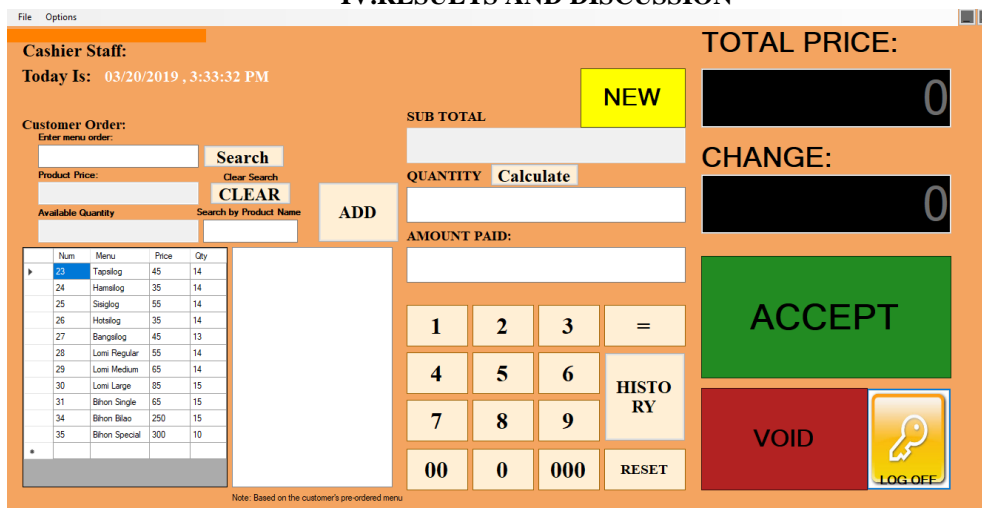 IV.RESULTS AND DISCUSSION
File Options
Cashier Staff:
Today Is: 03/20/2019 , 3:33:32 PM
Customer Order:
Enter menu order:
Search
Product Price:
Clear Search
CLEAR
Available Quantity
Search by Product Name
ADD
Num Menu Price Qty
23 Tapsilog 45 14
24 Hamsilog 35 14
25 Sisiglog 55 14
26 Hotsilog 35 14
27 Bangsilog 45 13
28 Lomi Regular 55 14
29 Lomi Medium 65 14
30 Lomi Large 85 15
31 Bihon Single 65 15
34 Bihon Bilao 250 15
35 Bihon Special 300 10
Note: Based on the customer's pre-ordered menu
NEW
SUB TOTAL
QUANTITY Calculate
AMOUNT PAID:
1 2 3 =
4 5 6
HISTO
RY
7 8 9
00 0 000 RESET
TOTAL PRICE:
0
CHANGE:
0
ACCEPT
VOID
LOG OFF